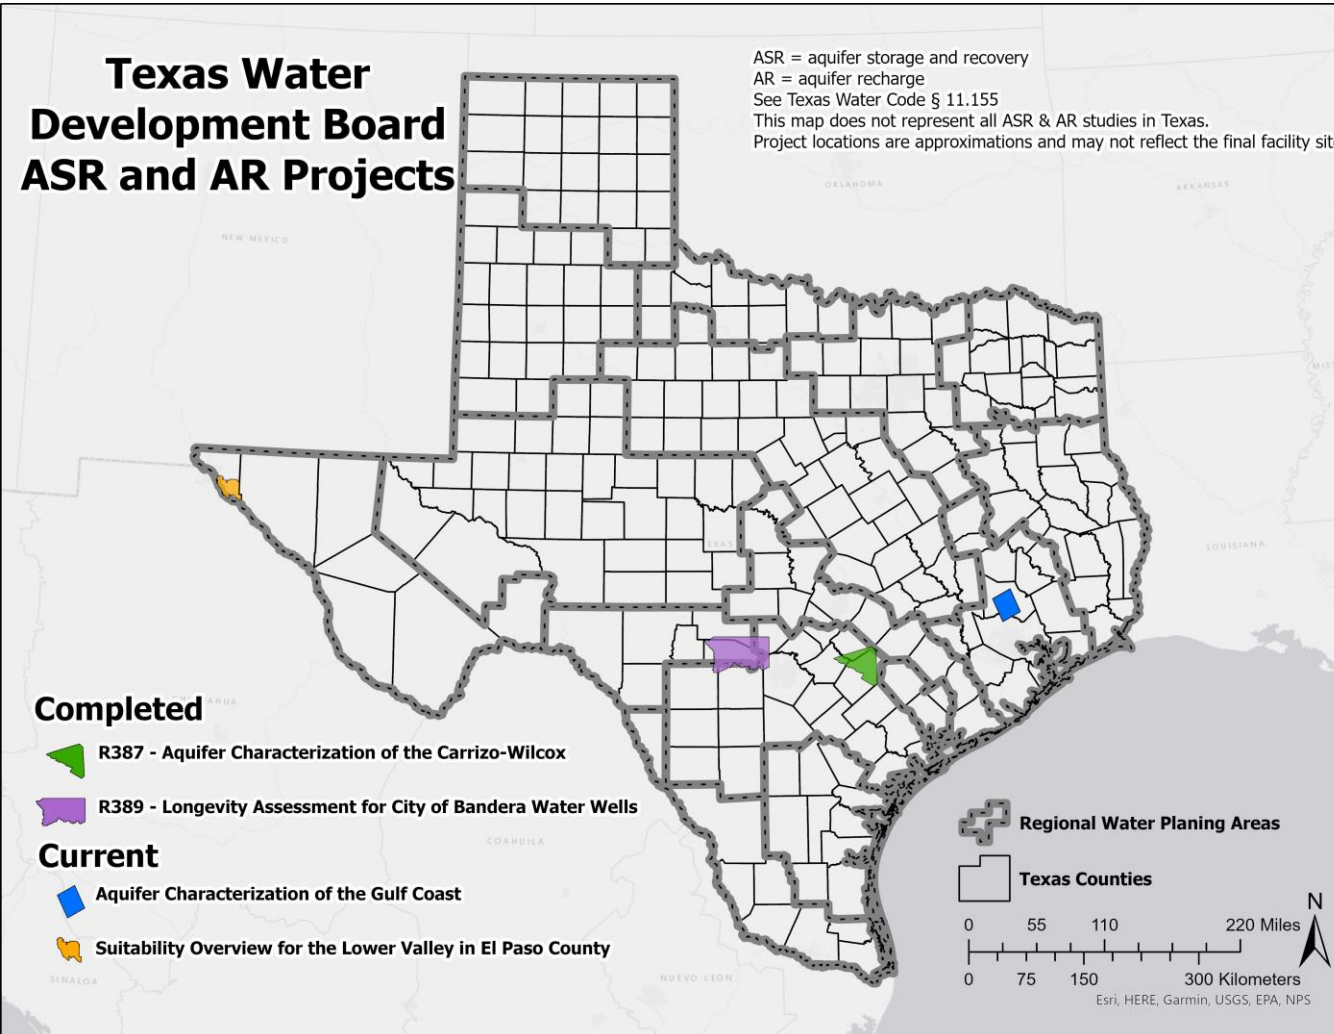 Texas Water
Development Board
ASR and AR Projects
ASR = aquifer storage and recovery
AR = aquifer recharge
See Texas Water Code § 11.155
This map does not represent all ASR & AR studies in Texas.
Project locations are approximations and may not reflect the final facility sit
OKLAHOMA
ARKANSAS
NEW MEXICO
LOUISIANA
COAHUILA
SINALOA
NUEVO LEÓN
Completed
R387 - Aquifer Characterization of the Carrizo-Wilcox
R389 - Longevity Assessment for City of Bandera Water Wells
Current
Aquifer Characterization of the Gulf Coast
Suitability Overview for the Lower Valley in El Paso County
Regional Water Planing Areas
Texas Counties
N
0 55 110 220 Miles
0 75 150 300 Kilometers
Esri, HERE, Garmin, USGS, EPA, NPS